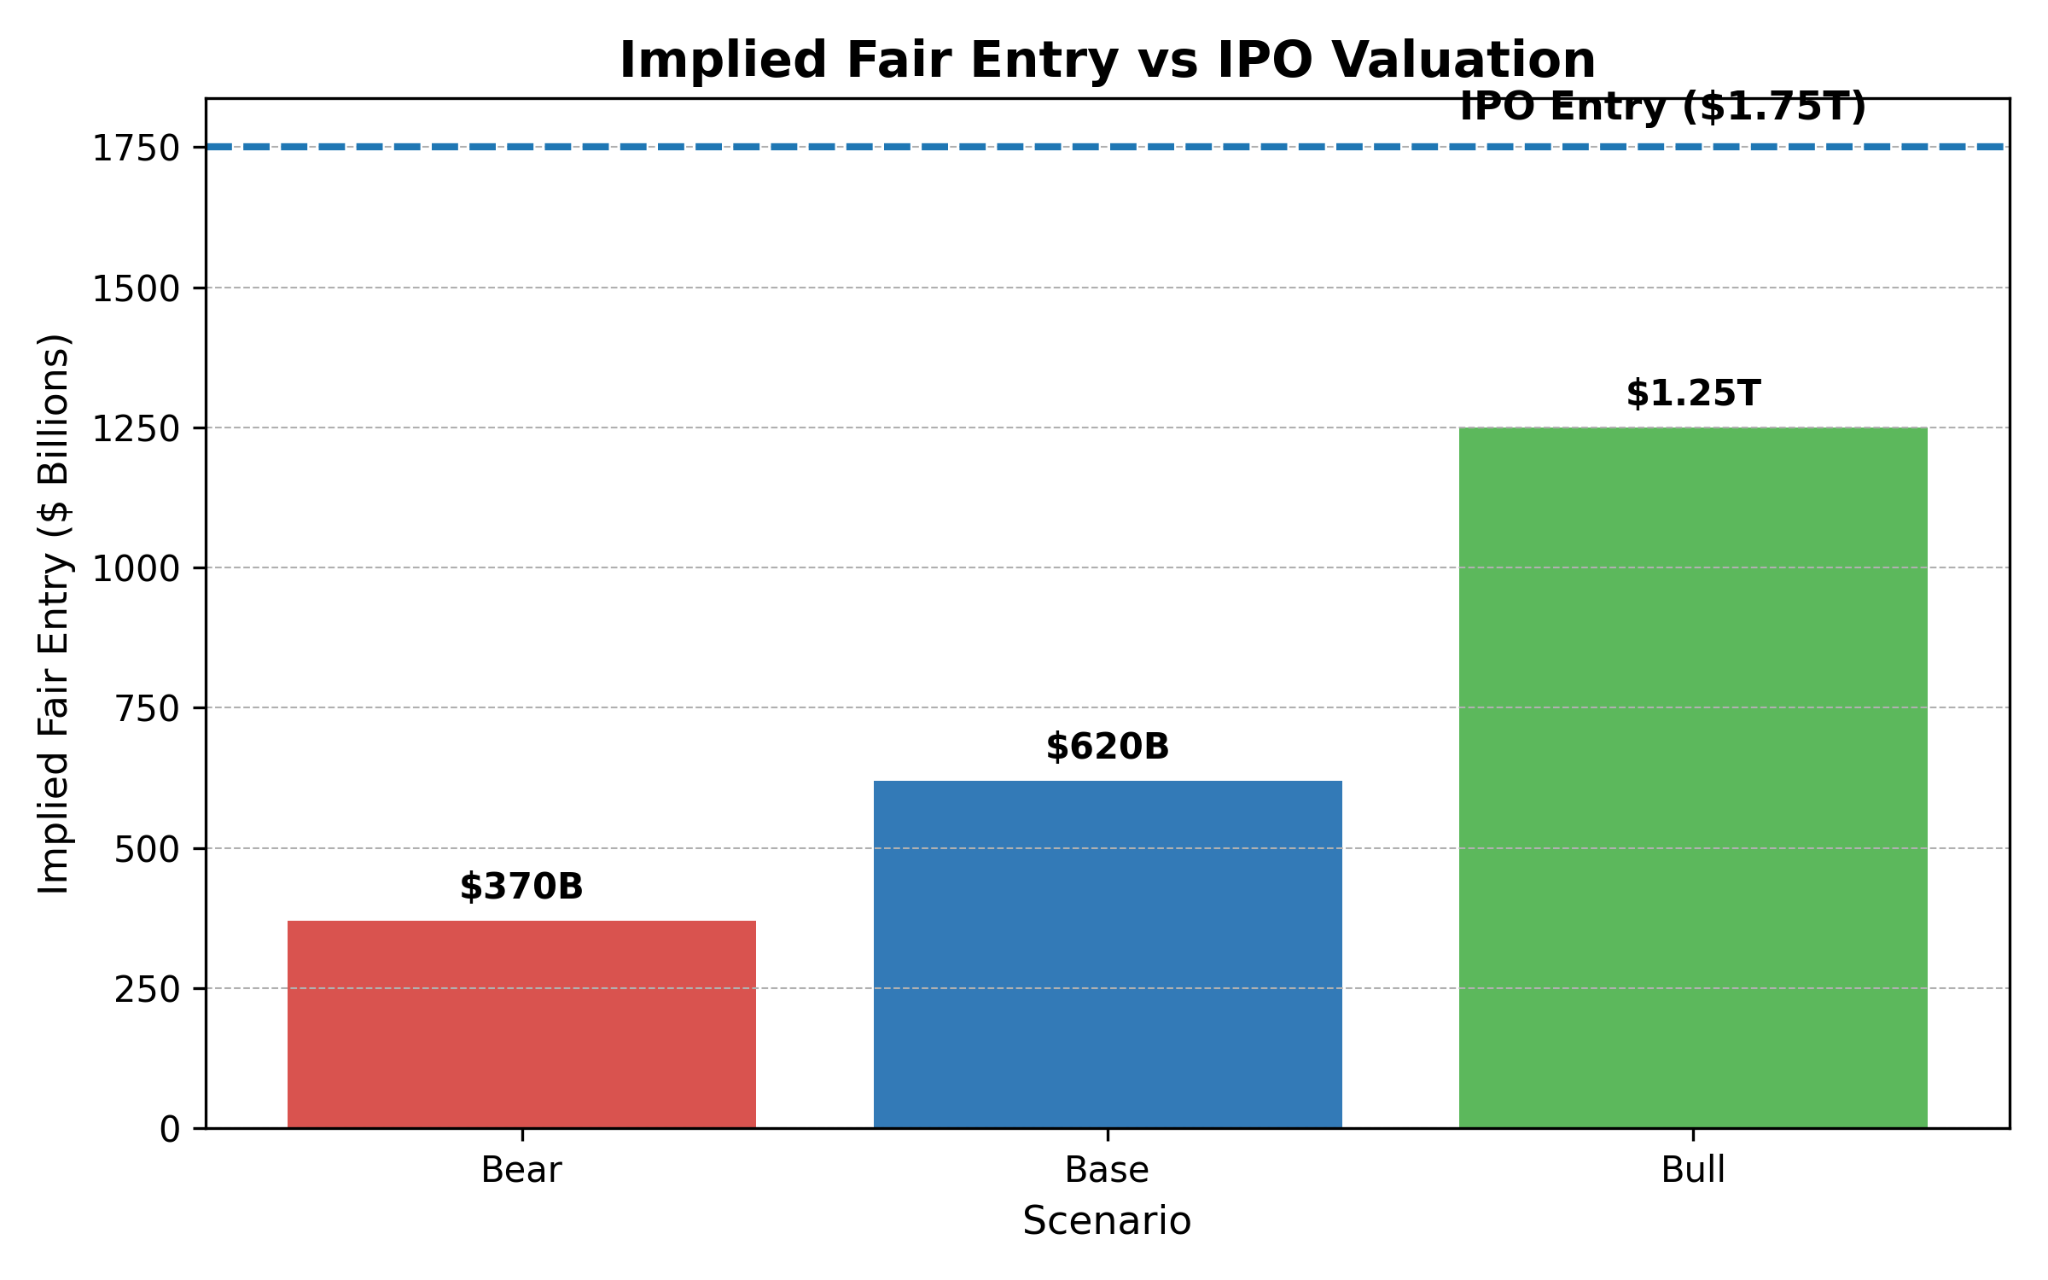 Implied Fair Entry vs IPO Valuation
IPO Entry ($1.75T)
1750
1500
1250
1000
750
500
250
0
Implied Fair Entry ($ Billions)
$370B
$620B
$1.25T
Bear
Base
Bull
Scenario